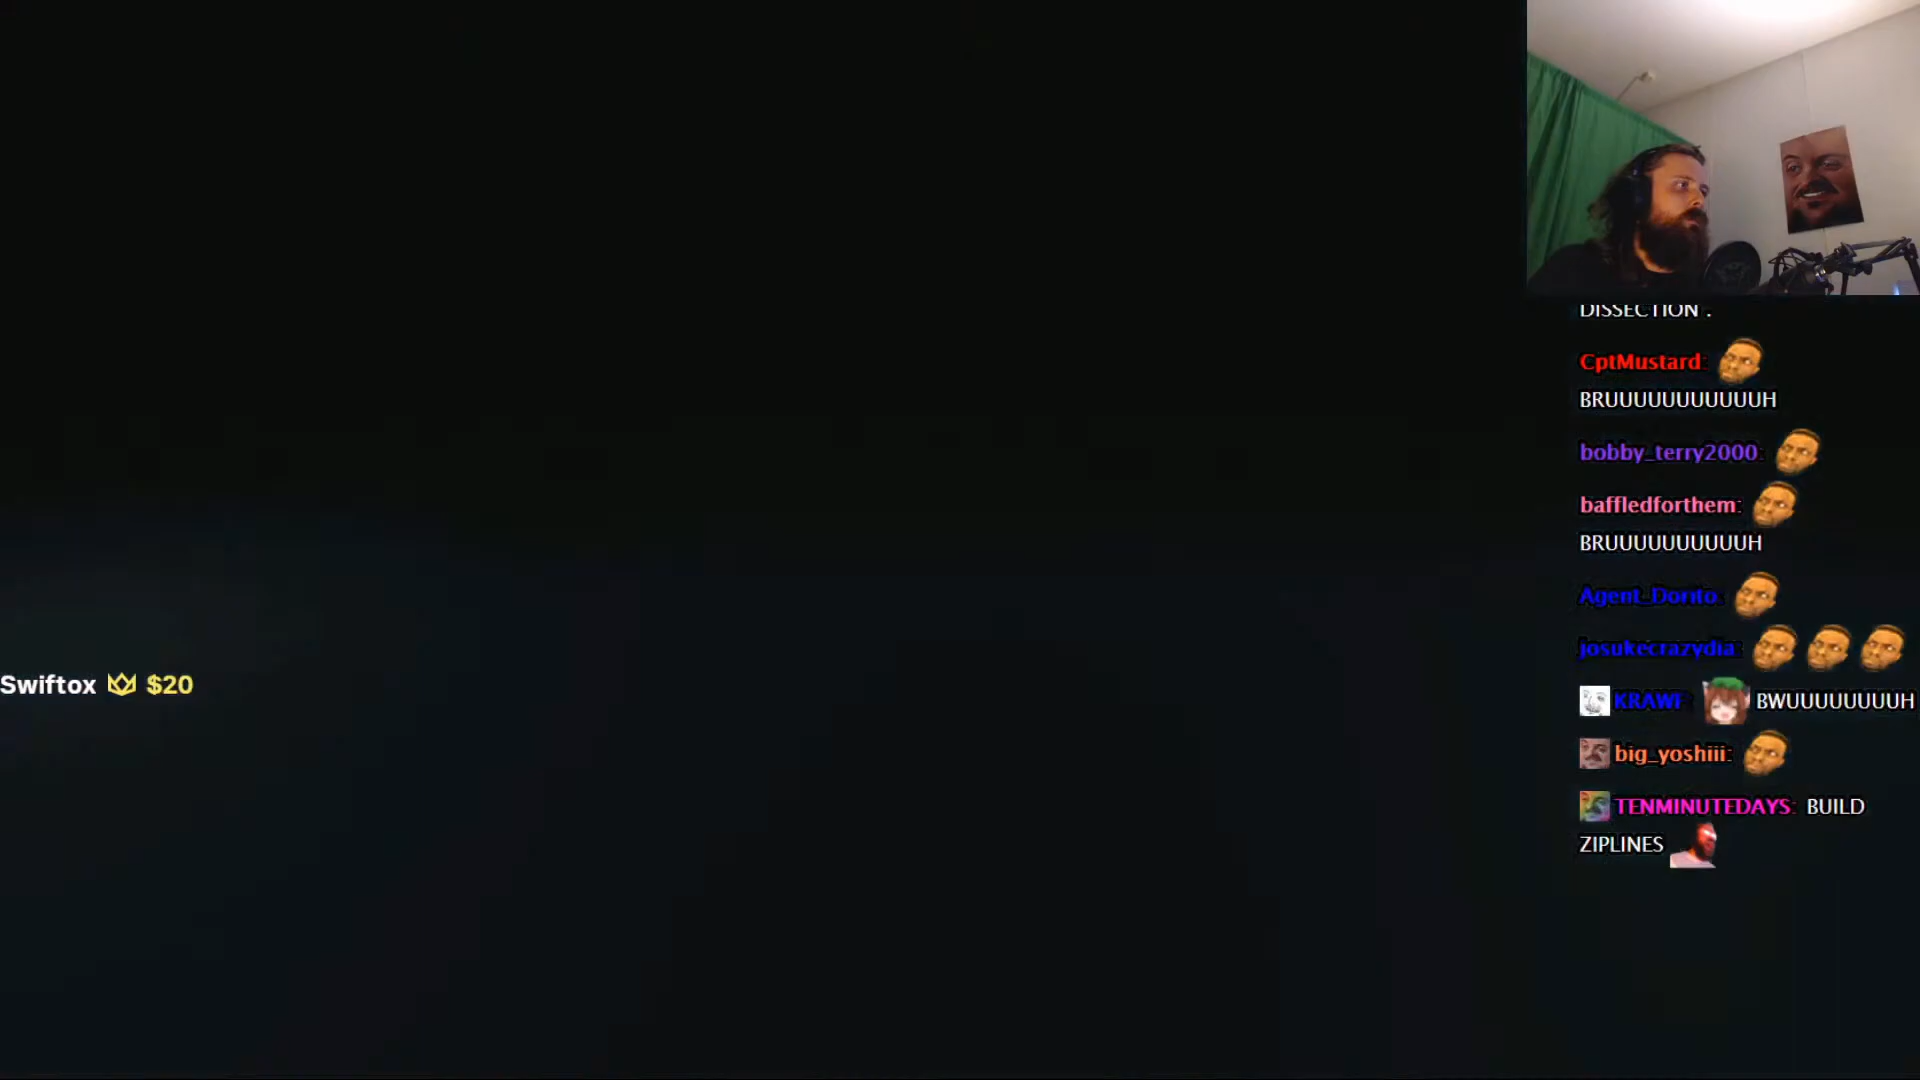 DISSECTION .
CptMustard:
BRUUUUUUUUUUUH
bobby_terry2000:
baffledforthem:
BRUUUUUUUUUUH
Agent_Dorito:
josukecrazydia:
KRAWF: BWUUUUUUUUH
Swiftox $20
big_yoshiii:
TENMINUTEDAYS: BUILD
ZIPLINES